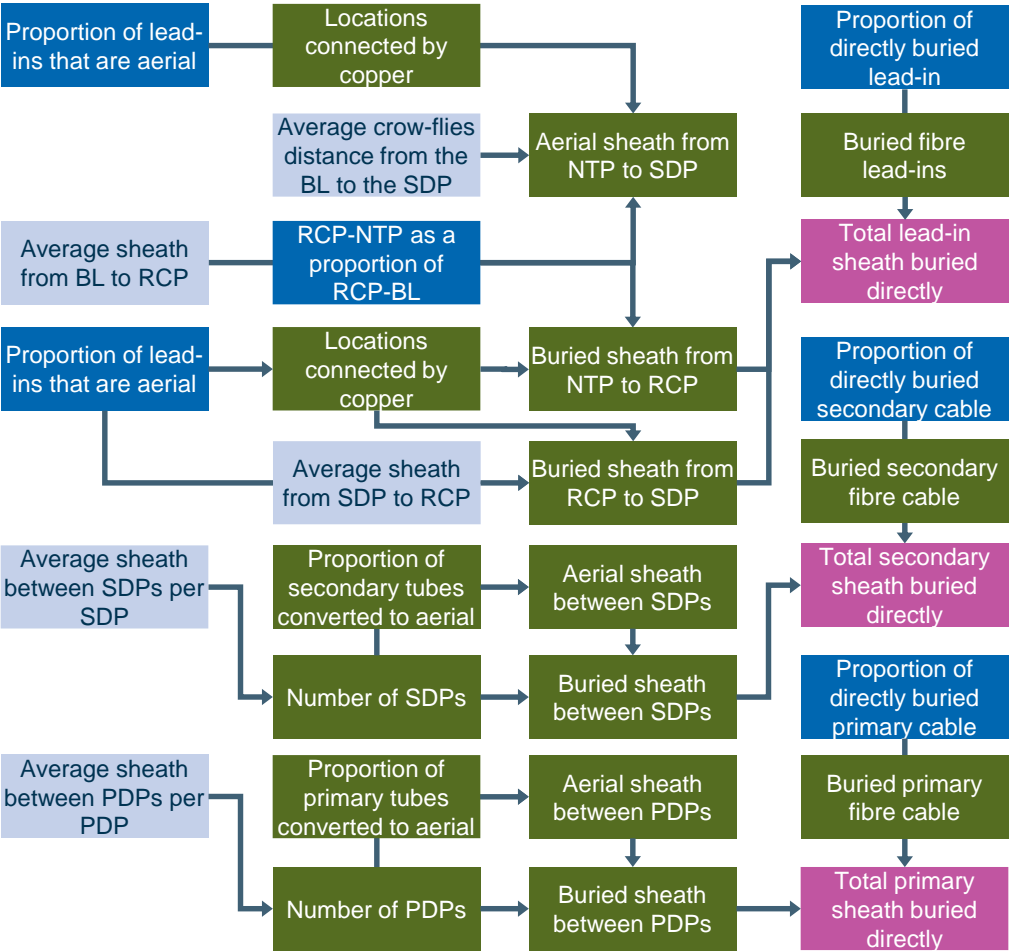 Proportion of lead-
ins that are aerial
Locations
connected by
copper
Proportion of
directly buried
lead-in
Average crow-flies
distance from the
BL to the SDP
Aerial sheath from
NTP to SDP
Buried fibre
lead-ins
Average sheath
from BL to RCP
RCP-NTP as a
proportion of
RCP-BL
Total lead-in
sheath buried
directly
Proportion of lead-
ins that are aerial
Locations
connected by
copper
Buried sheath from
NTP to RCP
Proportion of
directly buried
secondary cable
Average sheath
from SDP to RCP
Buried sheath from
RCP to SDP
Buried secondary
fibre cable
Average sheath
between SDPs per
SDP
Proportion of
secondary tubes
converted to aerial
Aerial sheath
between SDPs
Total secondary
sheath buried
directly
Number of SDPs
Buried sheath
between SDPs
Proportion of
directly buried
primary cable
Average sheath
between PDPs per
PDP
Proportion of
primary tubes
converted to aerial
Aerial sheath
between PDPs
Buried primary
fibre cable
Number of PDPs
Buried sheath
between PDPs
Total primary
sheath buried
directly